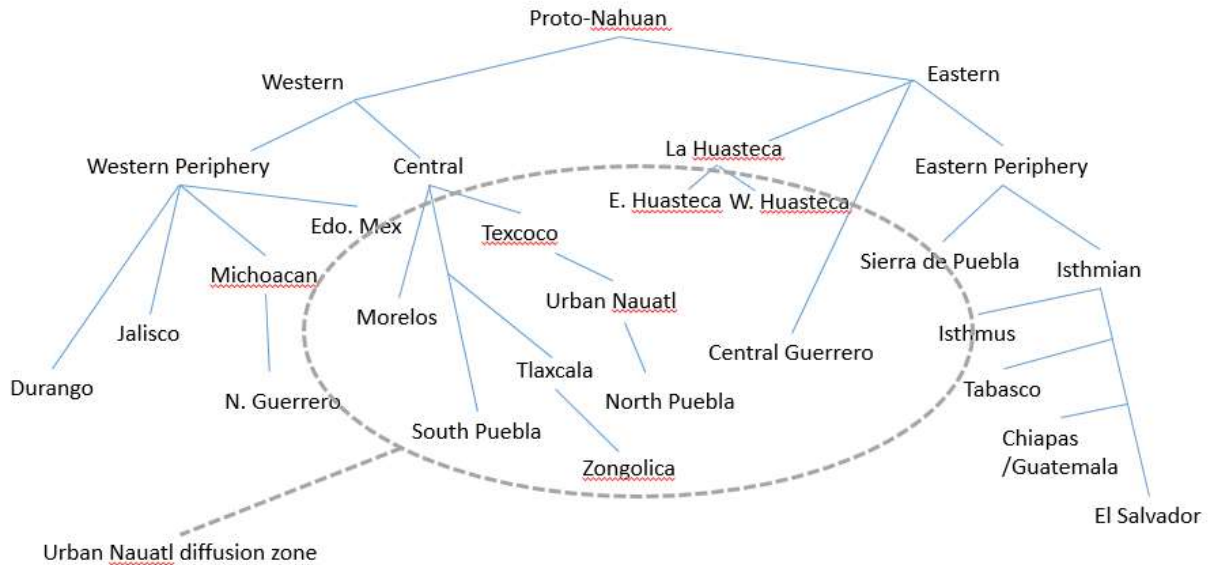 Proto-Nahuan
Western
Eastern
Western Periphery
Central
La Huasteca
Eastern Periphery
E. Huasteca
W. Huasteca
Edo. Mex
Texcoco
Sierra de Puebla
Isthmian
Michoacan
Urban Nauatl
Morelos
Jalisco
Central Guerrero
Isthmus
Tlaxcala
Durango
N. Guerrero
North Puebla
Tabasco
South Puebla
Chiapas
/Guatemala
Zongolica
El Salvador
Urban Nauatl diffusion zone